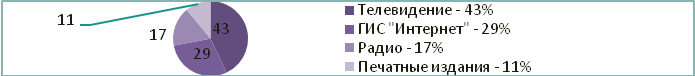 11
17
43
29
Телевидение - 43%
ГИС "Интернет" - 29%
Радио - 17%
Печатные издания - 11%